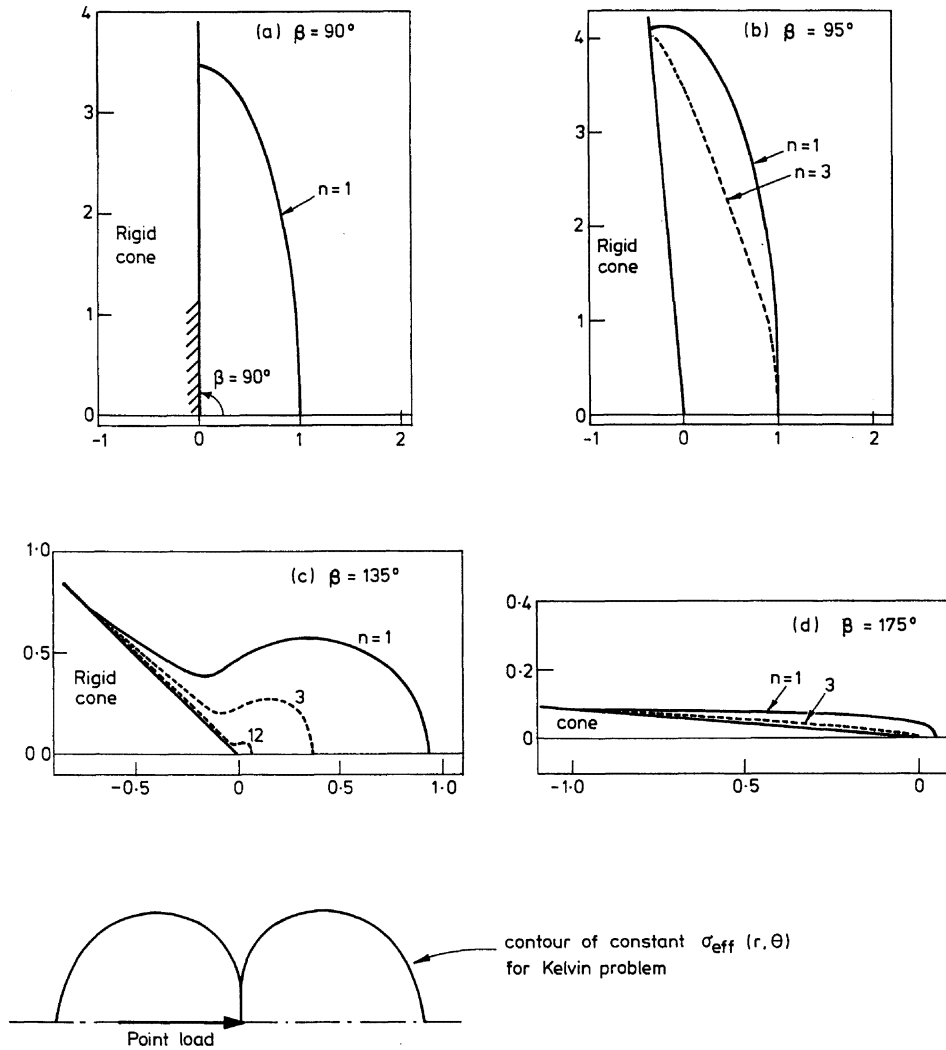 4
3
2
1
0
-1
0
1
2
(a) β = 90°
n=1
Rigid
cone
β = 90°
4
3
2
1
0
-1
0
1
2
(b) β = 95°
n=1
n=3
Rigid
cone
1·0
0·5
0·0
-0·5
0
0·5
1·0
(c) β = 135°
n=1
3
12
Rigid
cone
0·4
0·2
0
-1·0
0·5
0
(d) β = 175°
n=1
3
cone
contour of constant σeff (r,θ)
for Kelvin problem
Point load